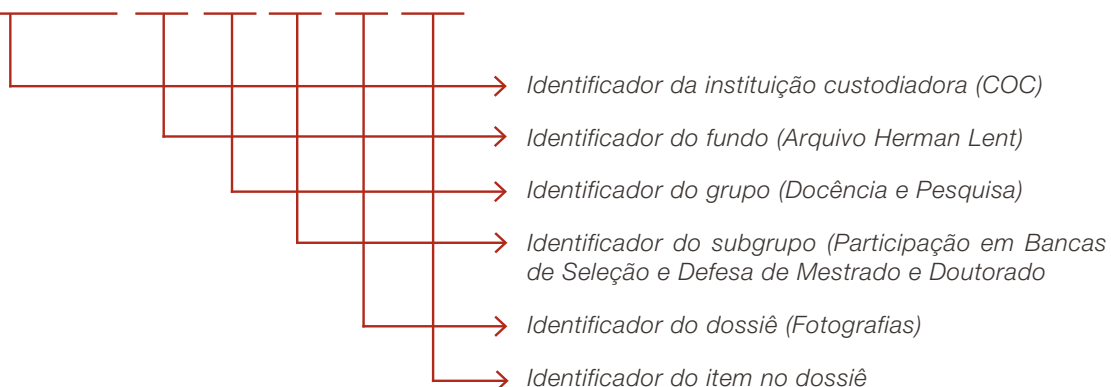 Identificador da instituição custodiadora (COC)
Identificador do fundo (Arquivo Herman Lent)
Identificador do grupo (Docência e Pesquisa)
Identificador do subgrupo (Participação em Bancas
de Seleção e Defesa de Mestrado e Doutorado
Identificador do dossiê (Fotografias)
Identificador do item no dossiê